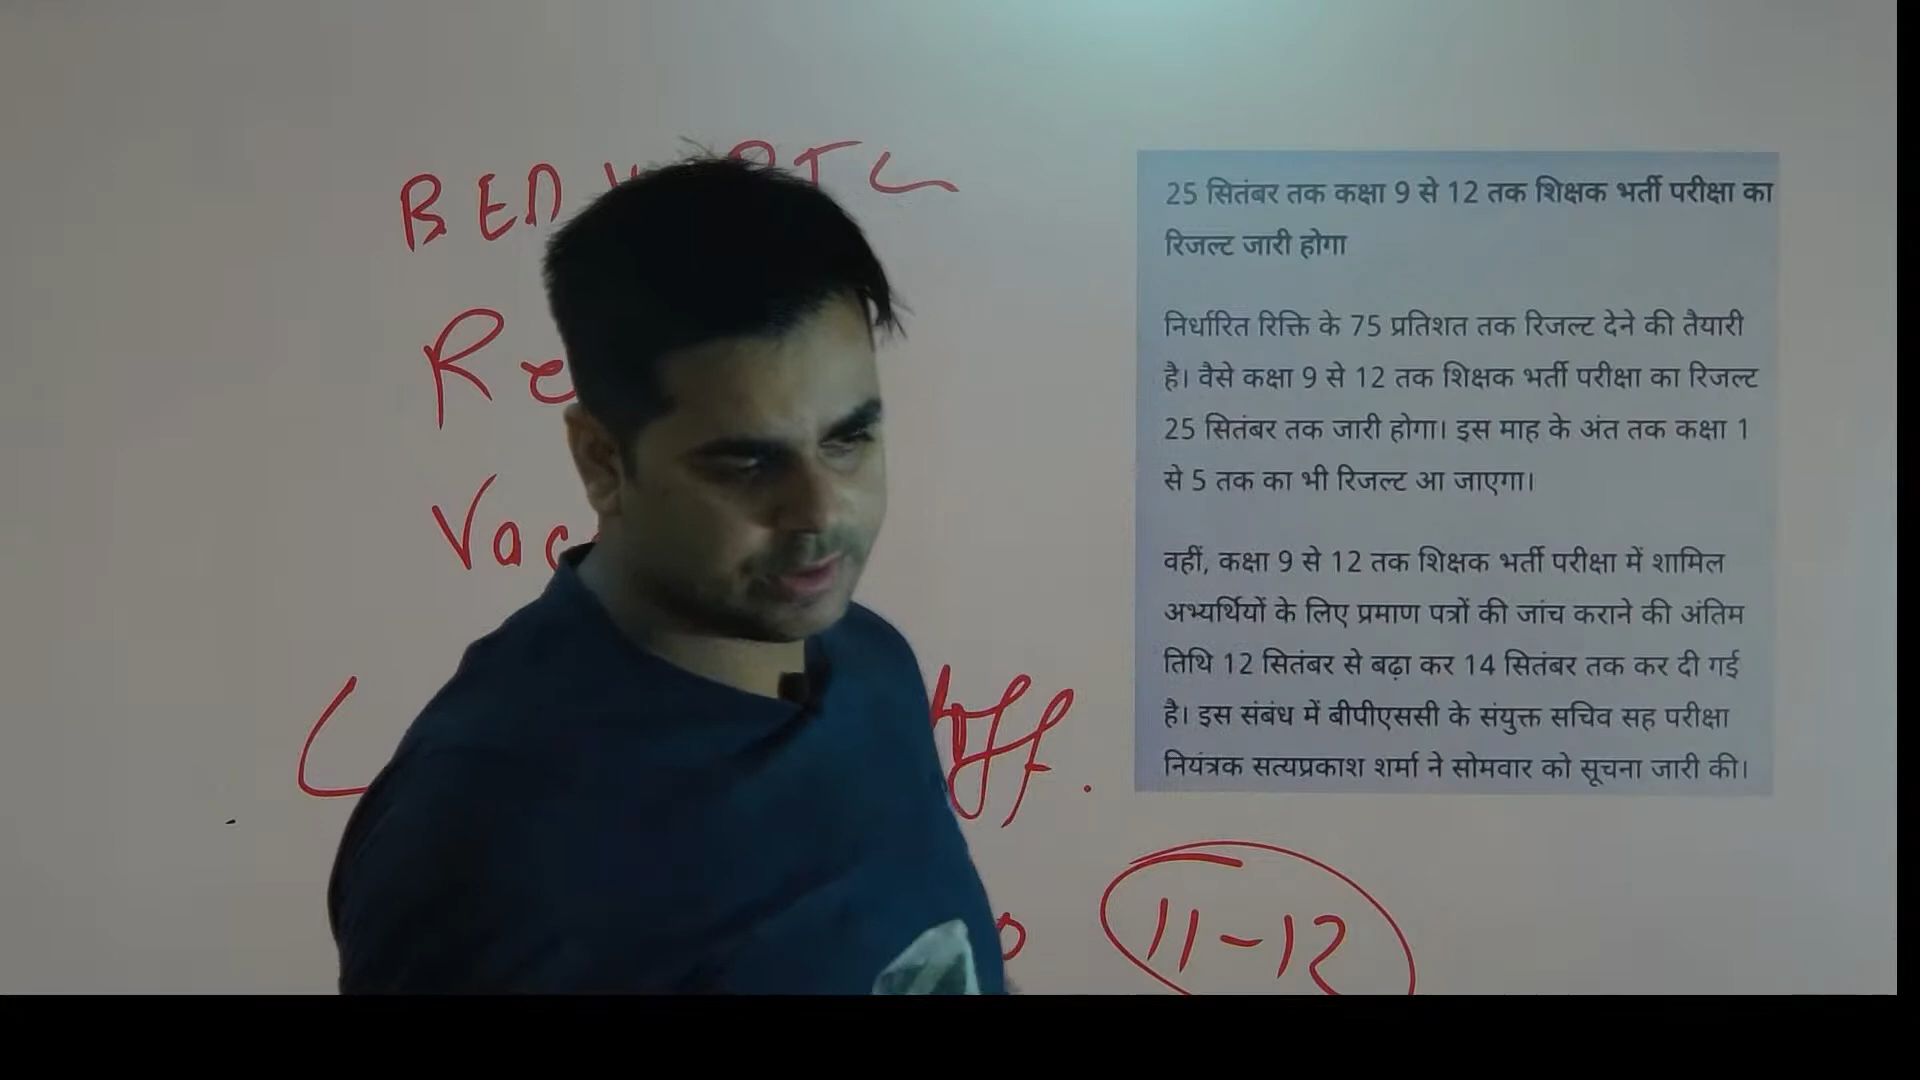 BED
25 सितंबर तक कक्षा 9 से 12 तक शिक्षक भर्ती परीक्षा का
रिजल्ट जारी होगा
निर्धारित रिक्ति के 75 प्रतिशत तक रिजल्ट देने की तैयारी
है। वैसे कक्षा 9 से 12 तक शिक्षक भर्ती परीक्षा का रिजल्ट
25 सितंबर तक जारी होगा। इस माह के अंत तक कक्षा 1
से 5 तक का भी रिजल्ट आ जाएगा।
वहीं, कक्षा 9 से 12 तक शिक्षक भर्ती परीक्षा में शामिल
अभ्यर्थियों के लिए प्रमाण पत्रों की जांच कराने की अंतिम
तिथि 12 सितंबर से बढ़ा कर 14 सितंबर तक कर दी गई
है। इस संबंध में बीपीएससी के संयुक्त सचिव सह परीक्षा
नियंत्रक सत्यप्रकाश शर्मा ने सोमवार को सूचना जारी की।
11-12